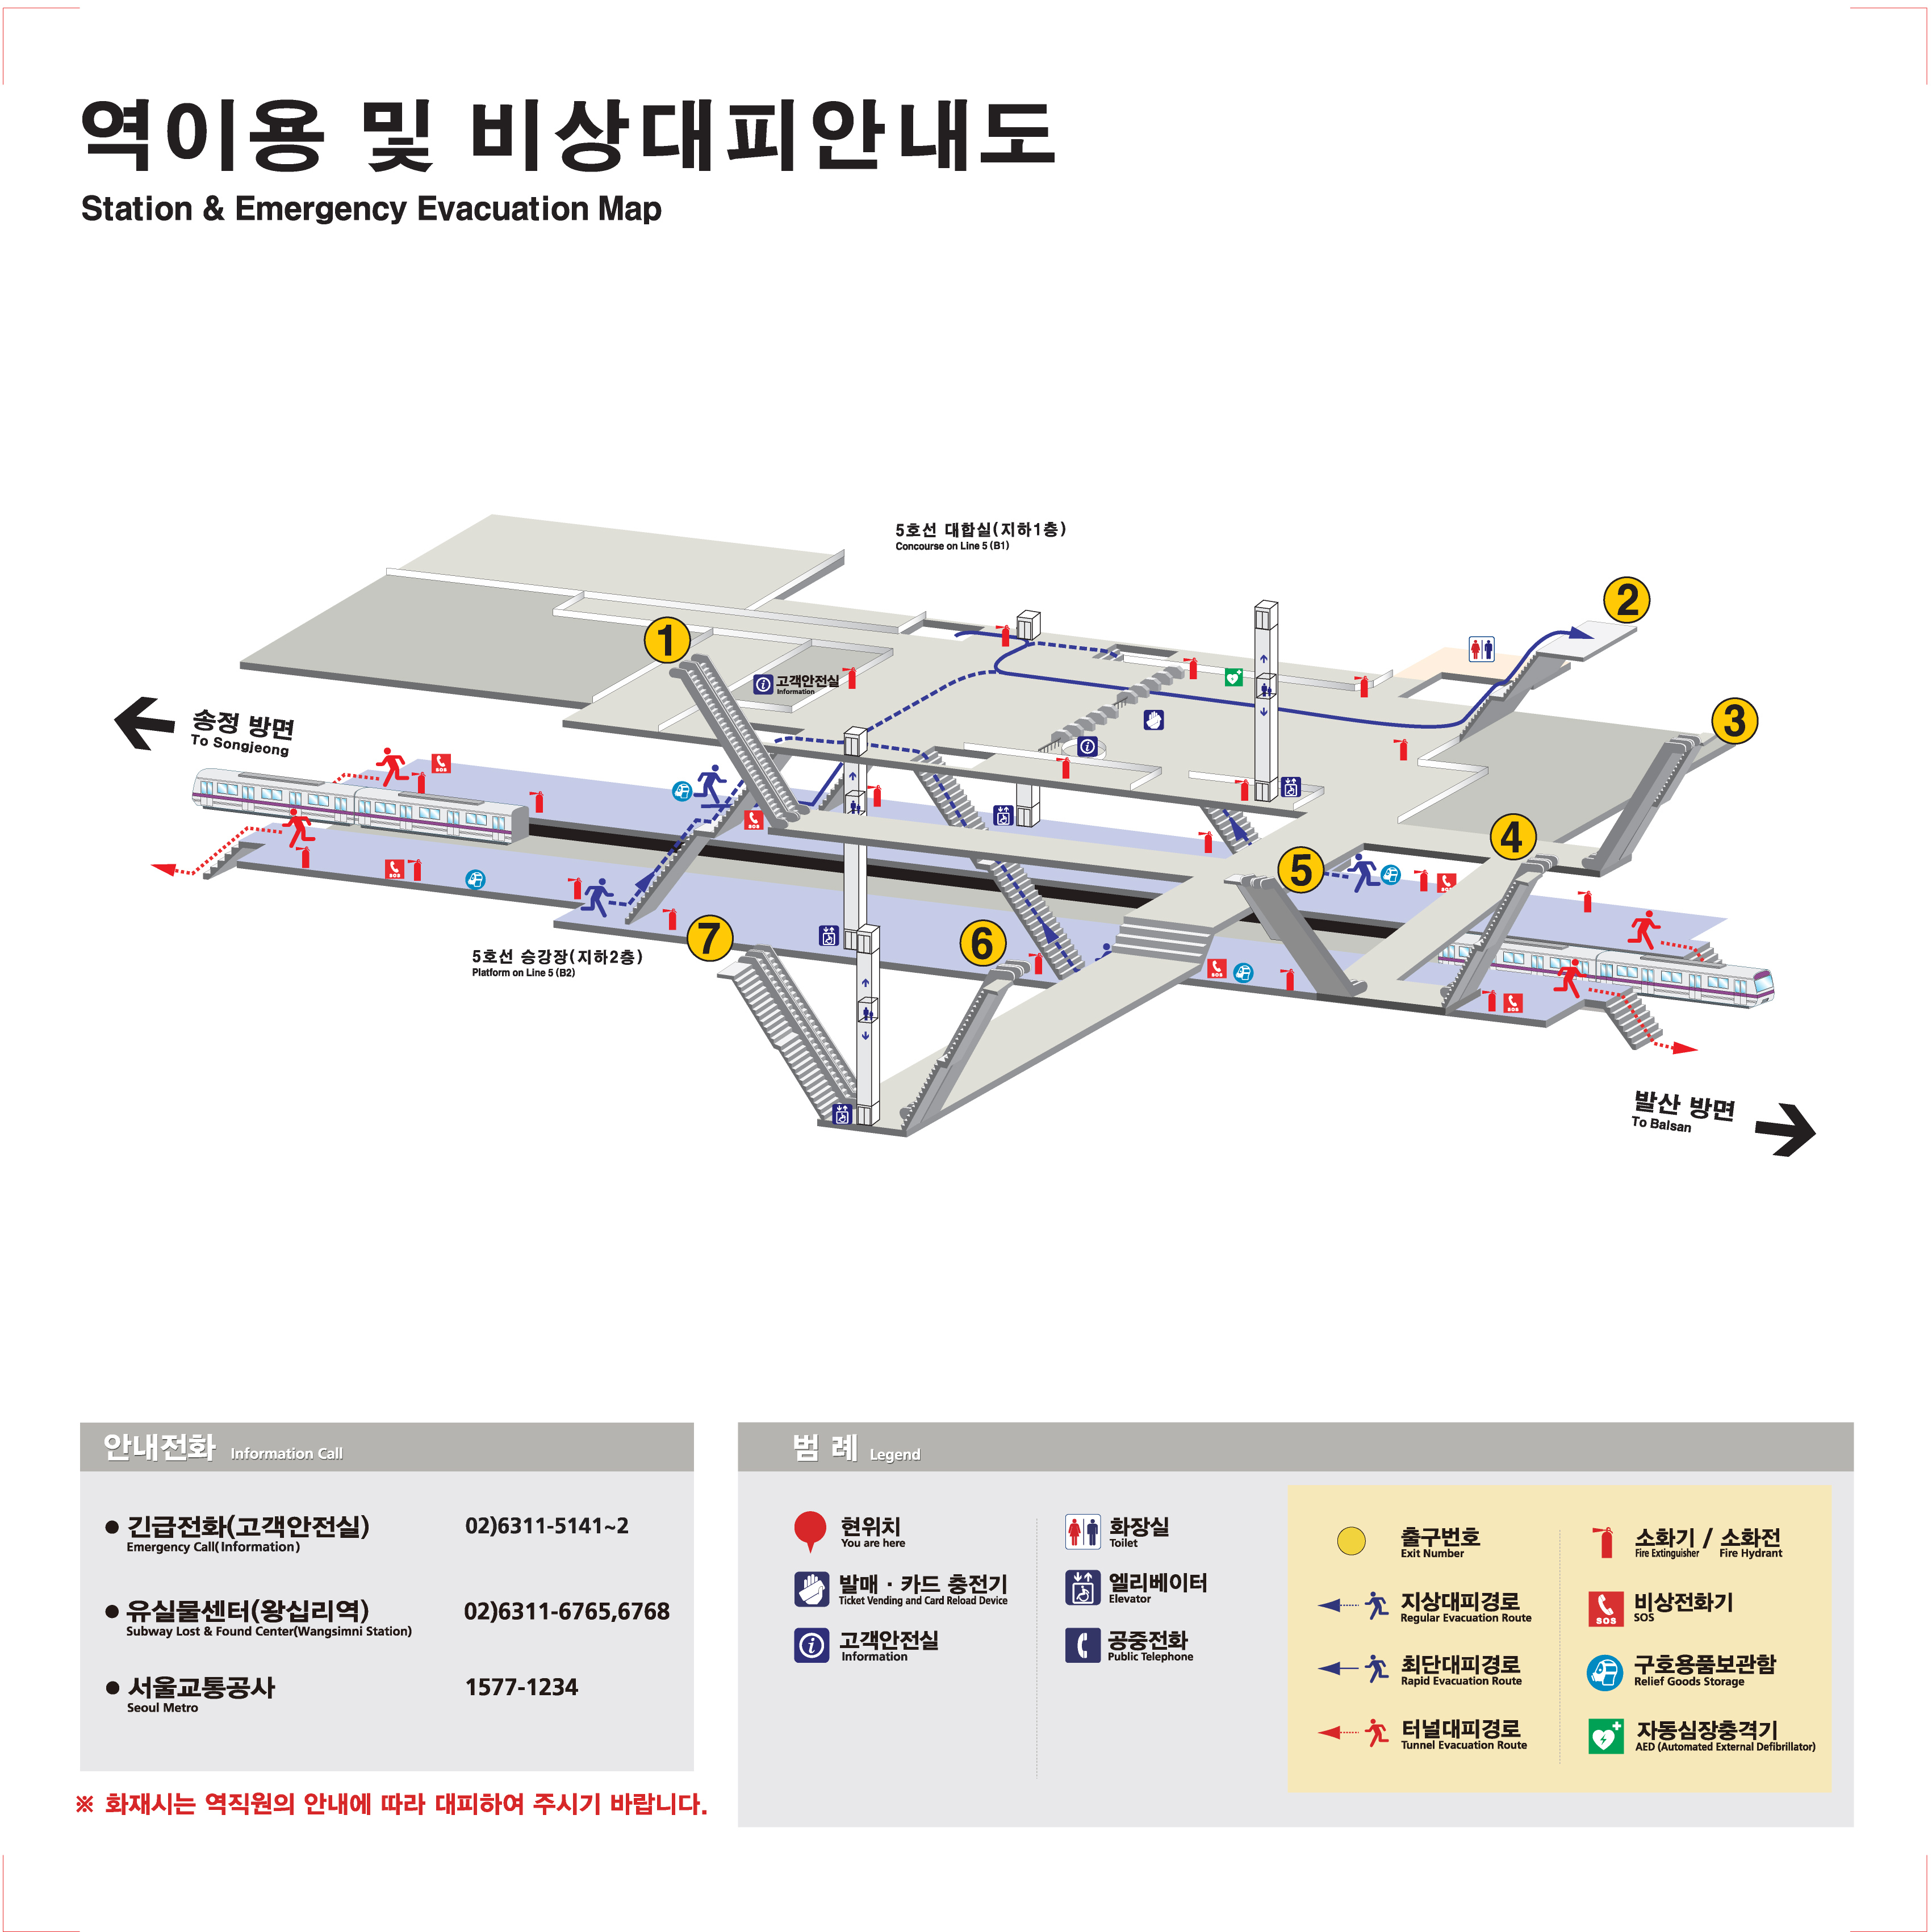 역이용 및 비상대피안내도
Station & Emergency Evacuation Map
5호선 대합실(지하1층)
Concourse on Line 5 (B1)
2
1
고객안전실
Information
송정 방면
To Songjeong
3
SOS
SOS
4
5
SOS
SOS
7
6
5호선 승강장(지하2층)
Platform on Line 5 (B2)
SOS
SOS
발산 방면
To Balsan
안내전화 Information Call
● 긴급전화(고객안전실) 02)6311-5141~2
Emergency Call(Information)
● 유실물센터(왕십리역) 02)6311-6765,6768
Subway Lost & Found Center(Wangsimni Station)
● 서울교통공사 1577-1234
Seoul Metro
※ 화재시는 역직원의 안내에 따라 대피하여 주시기 바랍니다.
범 례 Legend
현위치
You are here
발매 · 카드 충전기
Ticket Vending and Card Reload Device
고객안전실
Information
화장실
Toilet
엘리베이터
Elevator
공중전화
Public Telephone
출구번호
Exit Number
지상대피경로
Regular Evacuation Route
최단대피경로
Rapid Evacuation Route
터널대피경로
Tunnel Evacuation Route
소화기 / 소화전
Fire Extinguisher Fire Hydrant
SOS
비상전화기
SOS
구호용품보관함
Relief Goods Storage
자동심장충격기
AED (Automated External Defibrillator)